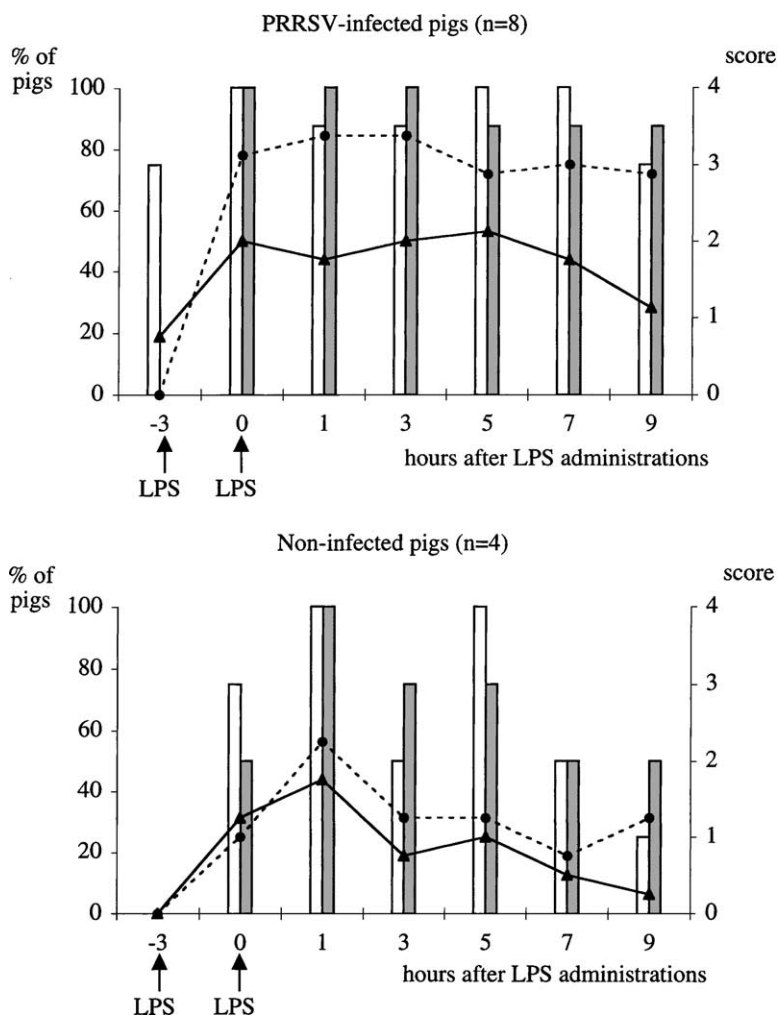 PRRSV-infected pigs (n=8)
% of pigs
score
100
80
60
40
20
0
4
3
2
1
0
-3 0 1 3 5 7 9
hours after LPS administrations
LPS LPS
Non-infected pigs (n=4)
% of pigs
score
100
80
60
40
20
0
4
3
2
1
0
-3 0 1 3 5 7 9
hours after LPS administrations
LPS LPS